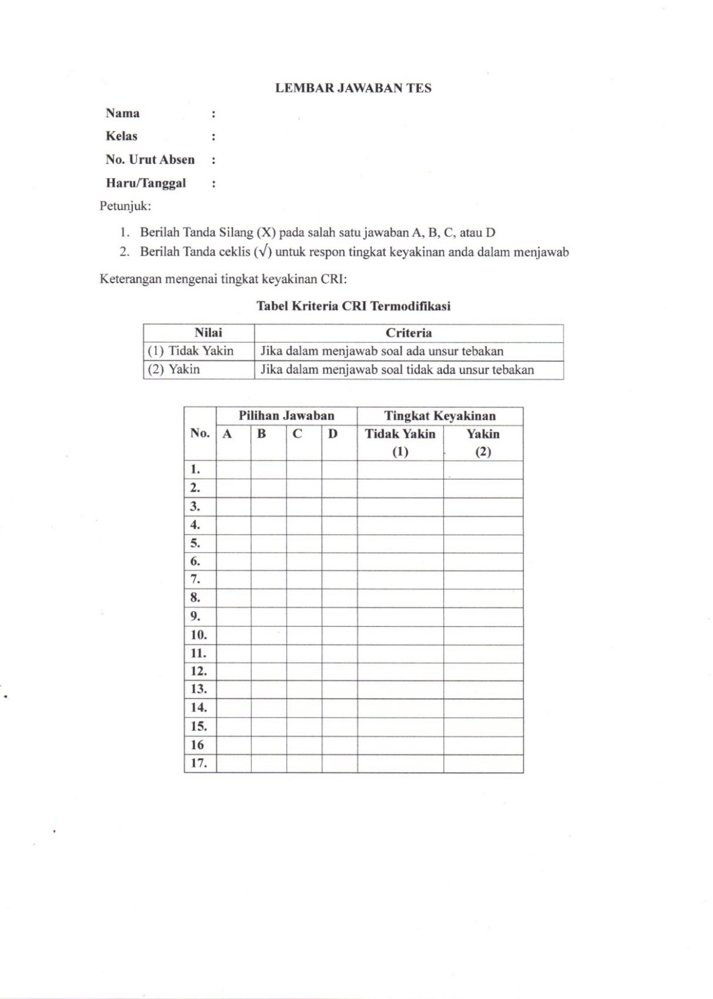 LEMBAR JAWABAN TES
Nama :
Kelas :
No. Urut Absen :
Haru/Tanggal :
Petunjuk:
1. Berilah Tanda Silang (X) pada salah satu jawaban A, B, C, atau D
2. Berilah Tanda ceklis (√) untuk respon tingkat keyakinan anda dalam menjawab
Keterangan mengenai tingkat keyakinan CRI:
Tabel Kriteria CRI Termodifikasi
Nilai Criteria
(1) Tidak Yakin Jika dalam menjawab soal ada unsur tebakan
(2) Yakin Jika dalam menjawab soal tidak ada unsur tebakan
Pilihan Jawaban Tingkat Keyakinan
No. A B C D Tidak Yakin Yakin
(1) (2)
1.
2.
3.
4.
5.
6.
7.
8.
9.
10.
11.
12.
13.
14.
15.
16
17.